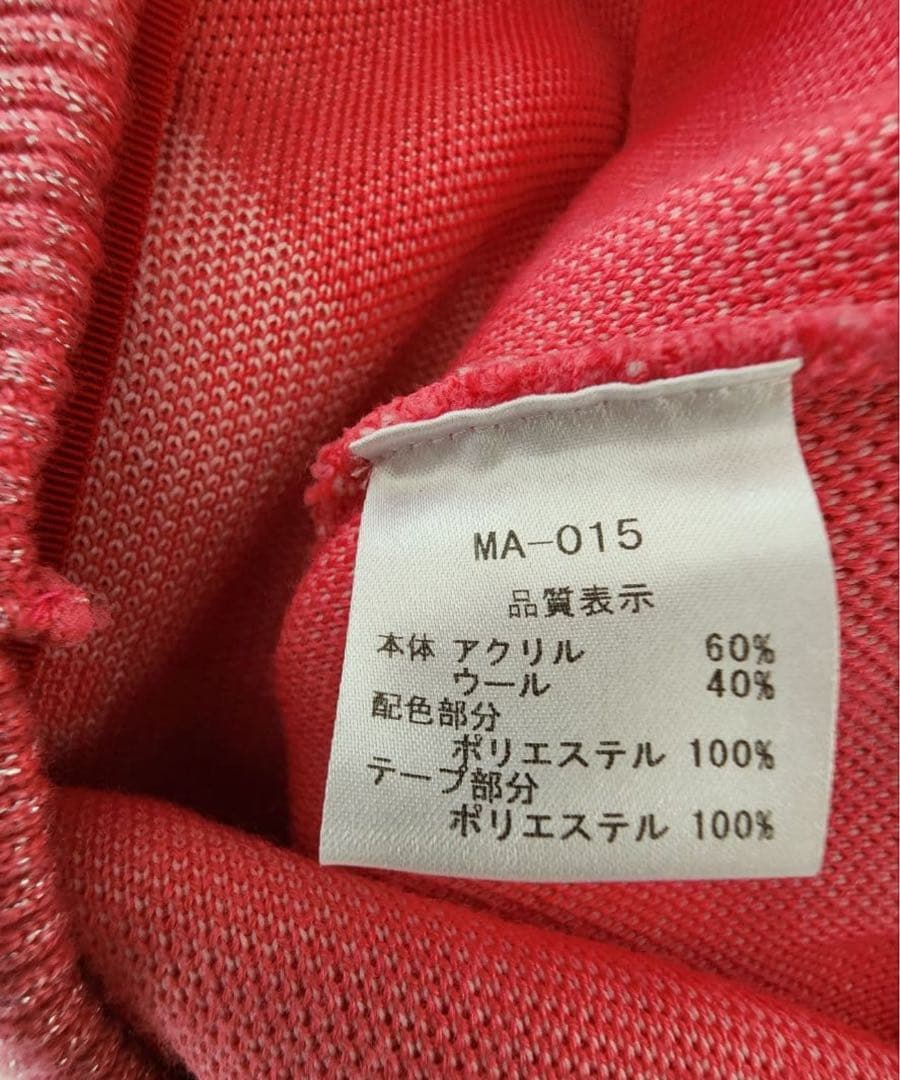 MA-015
品質表示
本体 アクリル 60%
ウール 40%
配色部分
ポリエステル 100%
テープ部分
ポリエステル 100%